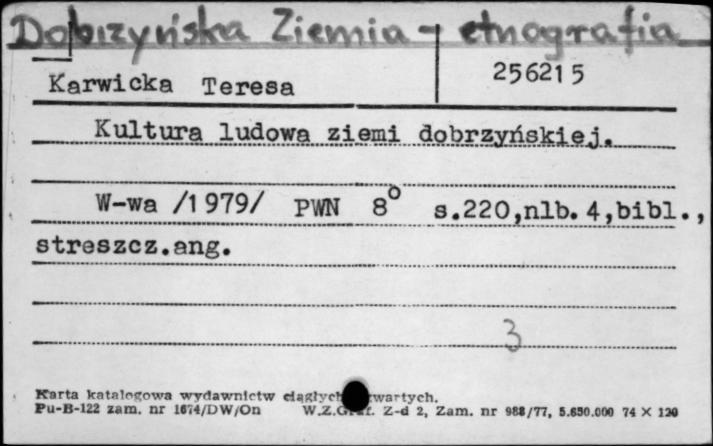 Dobrzyńska Ziemia - etnografia
Karwicka Teresa 256215
Kultura ludowa ziemi dobrzyńskiej.
W-wa /1979/ PWN 8° s.220,nlb.4,bibl.,
streszcz.ang.
3
Karta katalogowa wydawnictw ciągłych zwartych.
Pu-B-122 zam. nr 1674/DW/On W.Z.Graf. Z-d 2, Zam. nr 988/77, 5.650.000 74 × 120